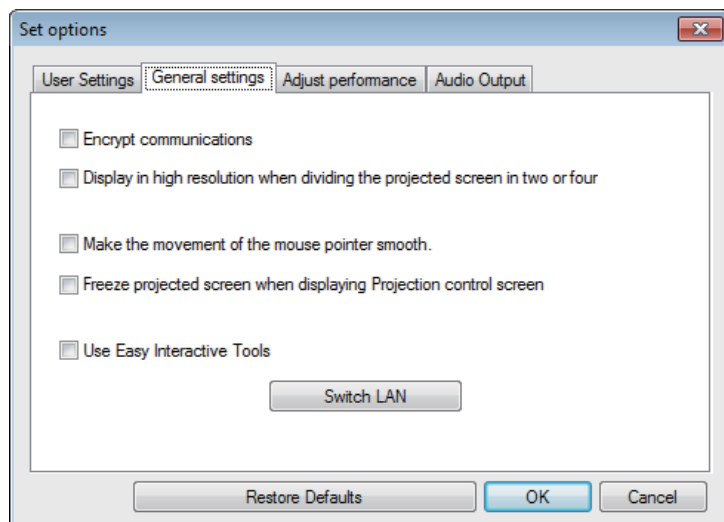 Set options
User Settings General settings Adjust performance Audio Output
Encrypt communications
Display in high resolution when dividing the projected screen in two or four
Make the movement of the mouse pointer smooth.
Freeze projected screen when displaying Projection control screen
Use Easy Interactive Tools
Switch LAN
Restore Defaults OK Cancel